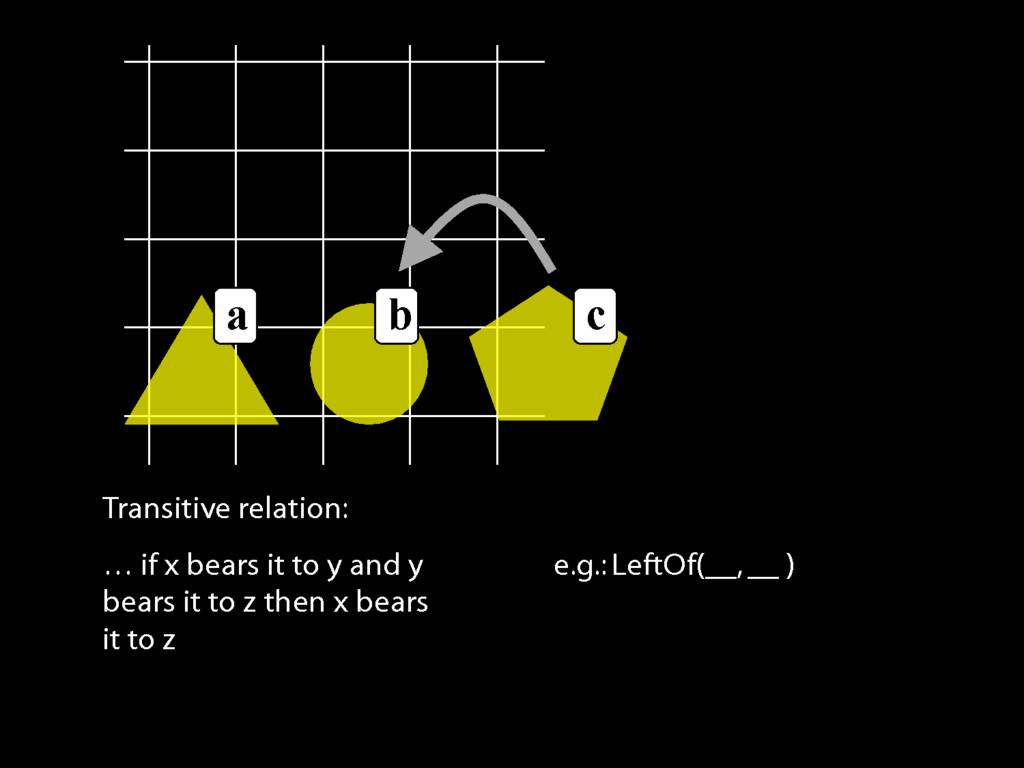 a
b
c
Transitive relation:
… if x bears it to y and y
bears it to z then x bears
it to z
e.g.: LeftOf(__, __ )